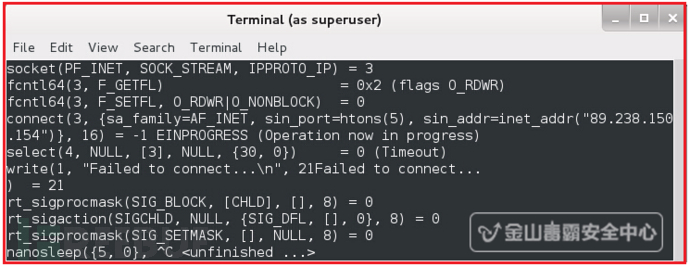 Terminal (as superuser)
File Edit View Search Terminal Help
socket(PF_INET, SOCK_STREAM, IPPROTO_IP) = 3
fcntl64(3, F_GETFL) = 0x2 (flags O_RDWR)
fcntl64(3, F_SETFL, O_RDWR|O_NONBLOCK) = 0
connect(3, {sa_family=AF_INET, sin_port=htons(5), sin_addr=inet_addr("89.238.150
.154")}, 16) = -1 EINPROGRESS (Operation now in progress)
select(4, NULL, [3], NULL, {30, 0}) = 0 (Timeout)
write(1, "Failed to connect...\n", 21Failed to connect...
) = 21
rt_sigprocmask(SIG_BLOCK, [CHLD], [], 8) = 0
rt_sigaction(SIGCHLD, NULL, {SIG_DFL, [], 0}, 8) = 0
rt_sigprocmask(SIG_SETMASK, [], NULL, 8) = 0
nanosleep({5, 0}, ^C <unfinished ...>
金山毒霸安全中心